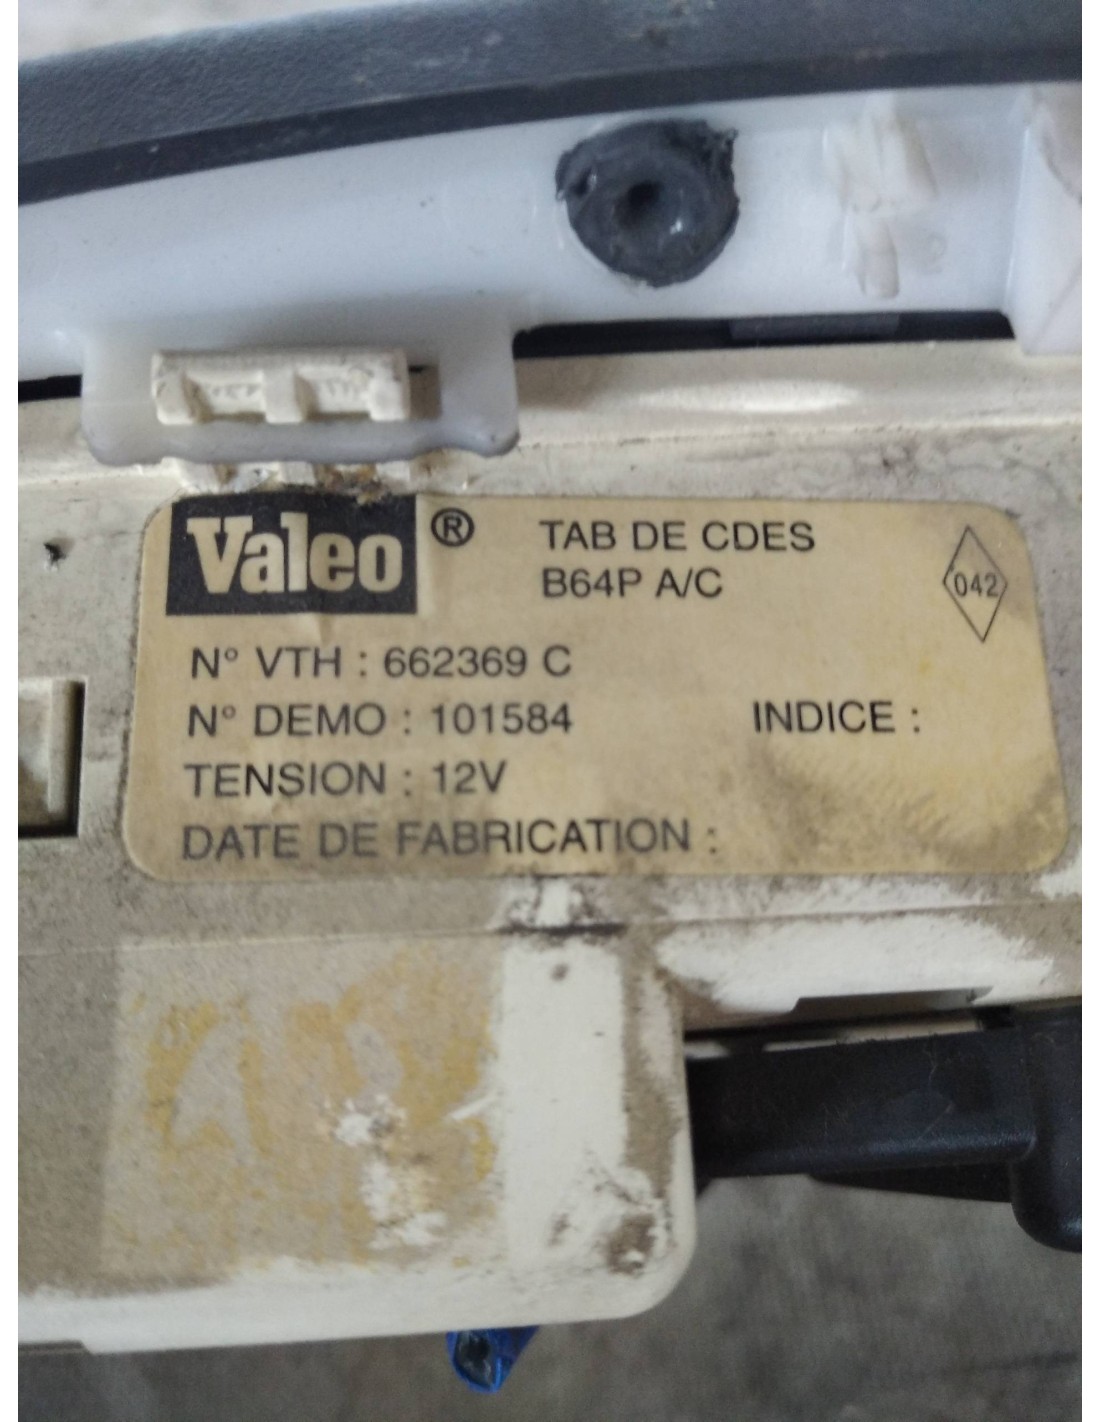 Valeo ® TAB DE CDES
B64P A/C
042
N° VTH : 662369 C
N° DEMO : 101584 INDICE :
TENSION : 12V
DATE DE FABRICATION :